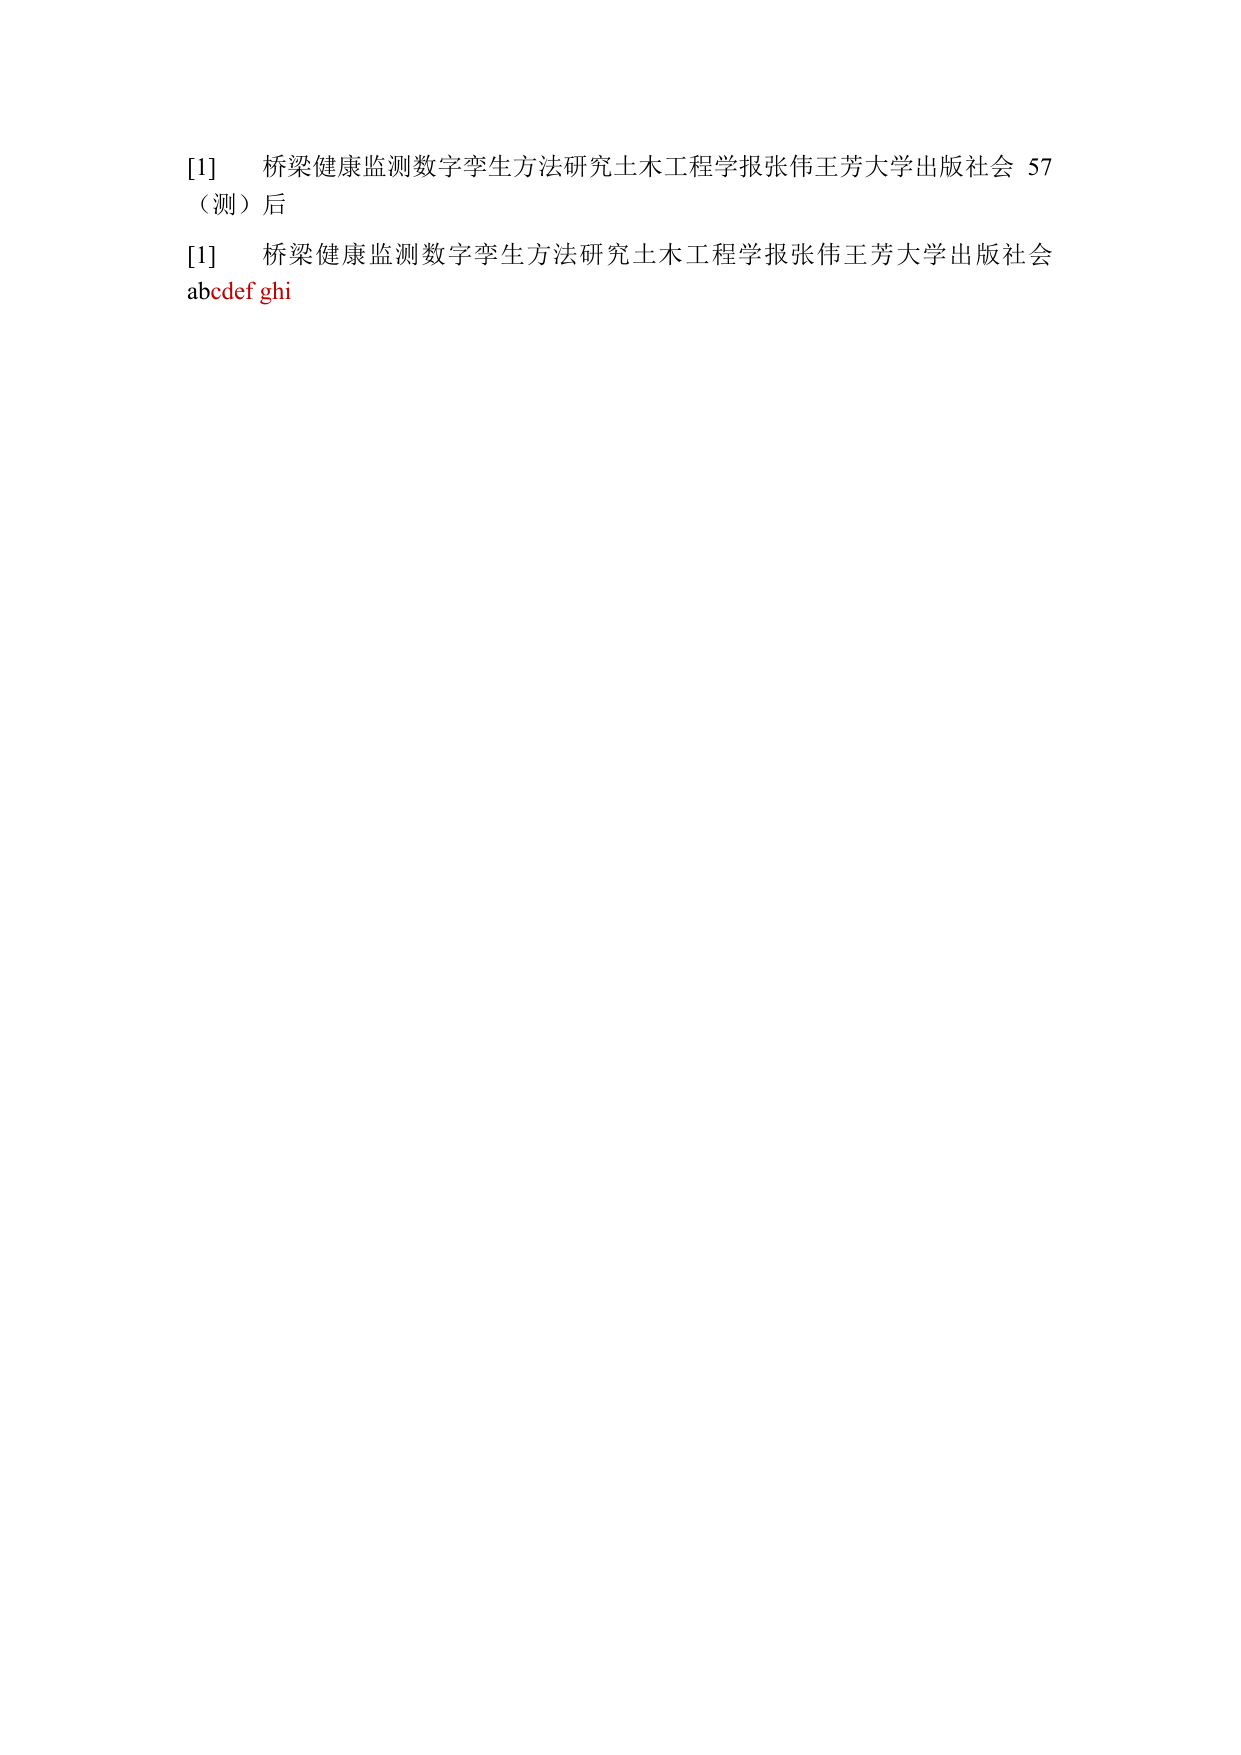 [1] 桥梁健康监测数字孪生方法研究土木工程学报张伟王芳大学出版社会 57
（测）后
[1] 桥梁健康监测数字孪生方法研究土木工程学报张伟王芳大学出版社会
abcdef ghi